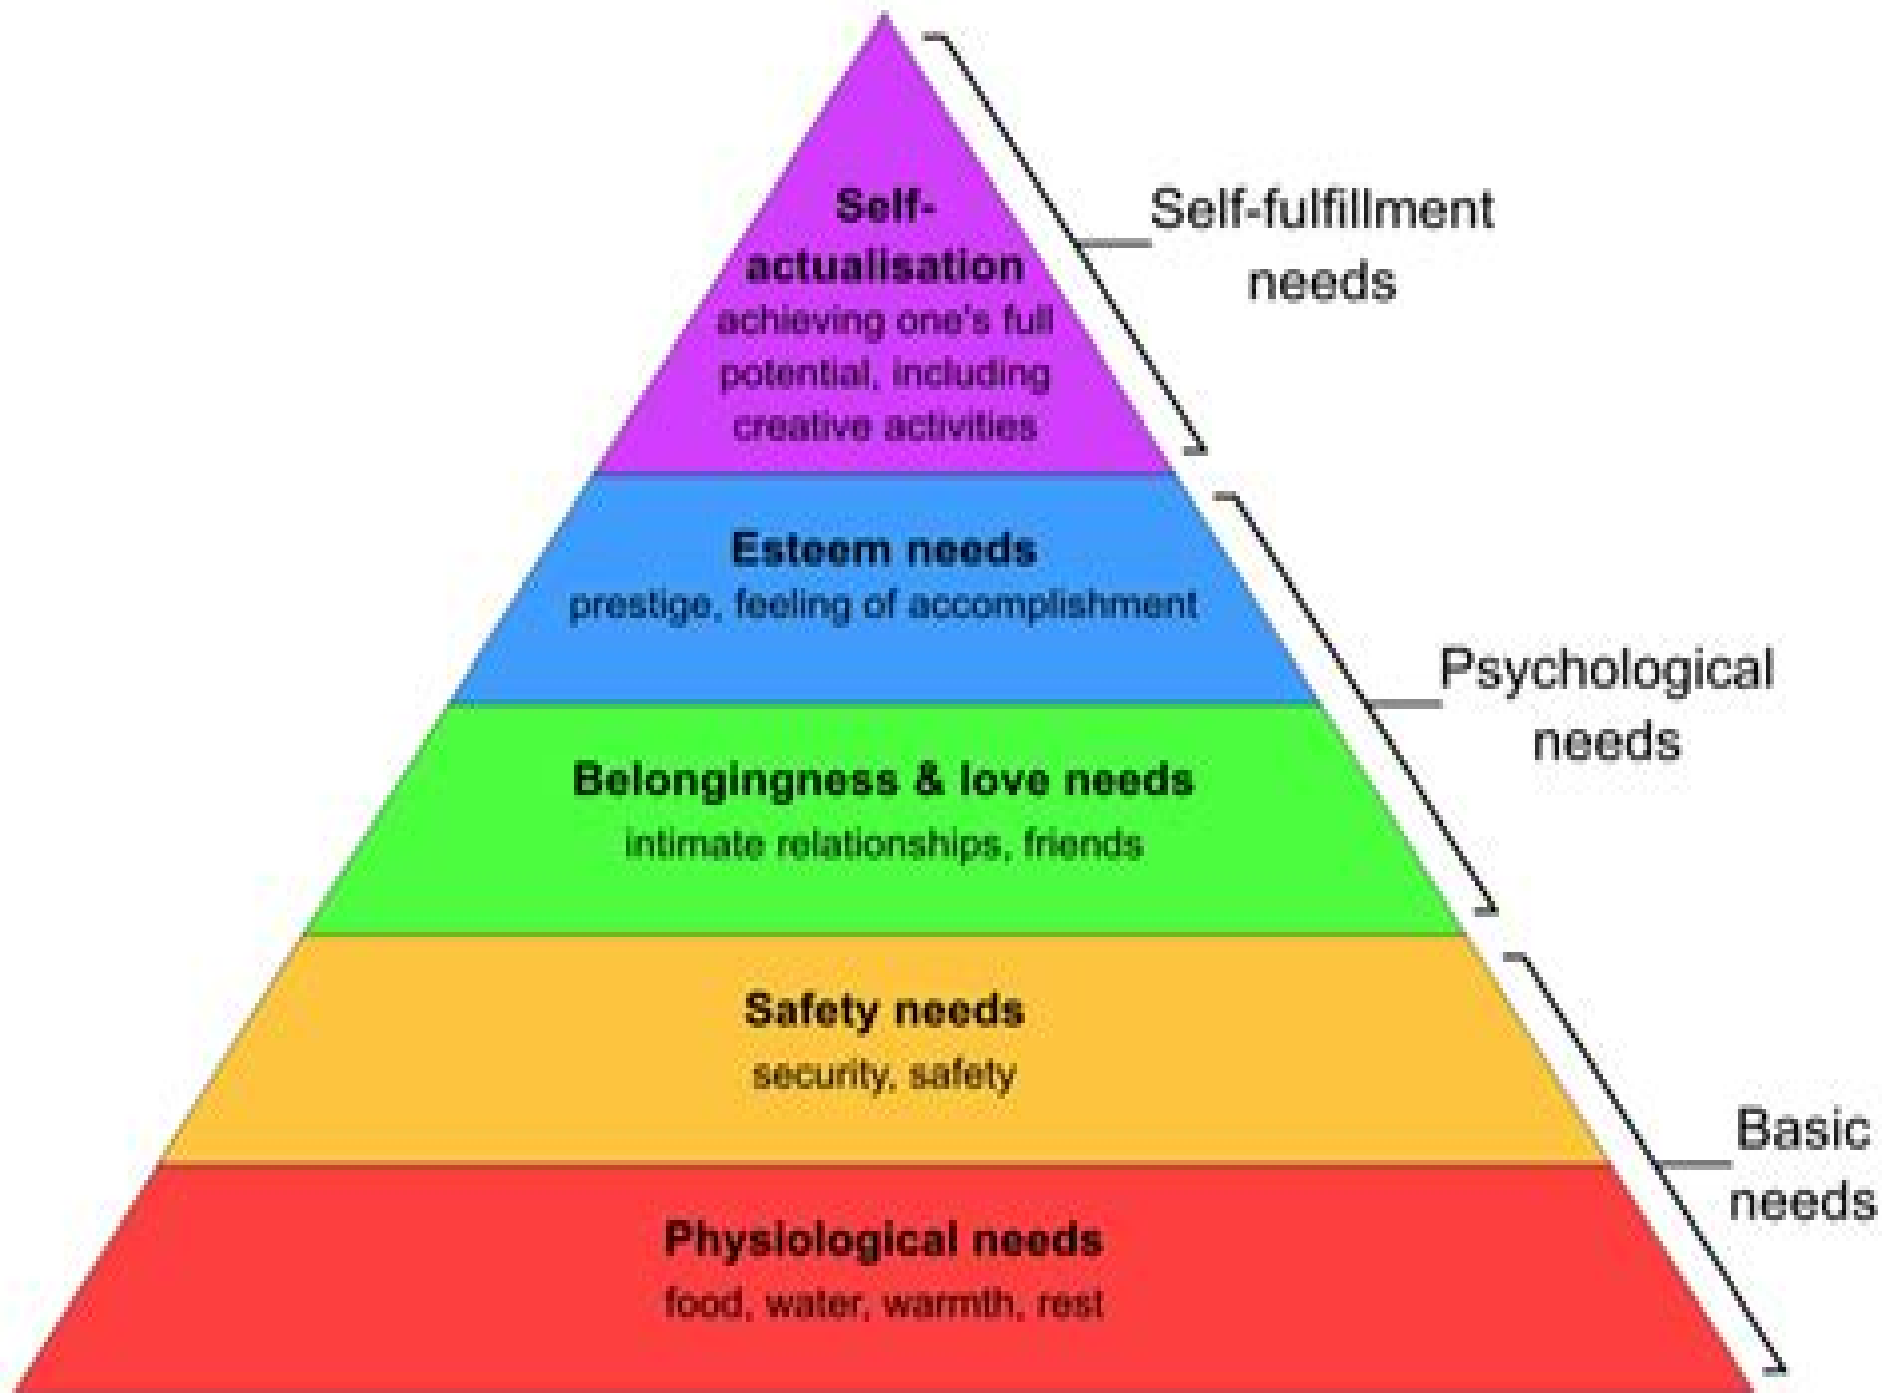 Self-
actualisation
achieving one's full
potential, including
creative activities
Self-fulfillment
needs
Esteem needs
prestige, feeling of accomplishment
Belongingness & love needs
intimate relationships, friends
Psychological
needs
Safety needs
security, safety
Physiological needs
food, water, warmth, rest
Basic
needs